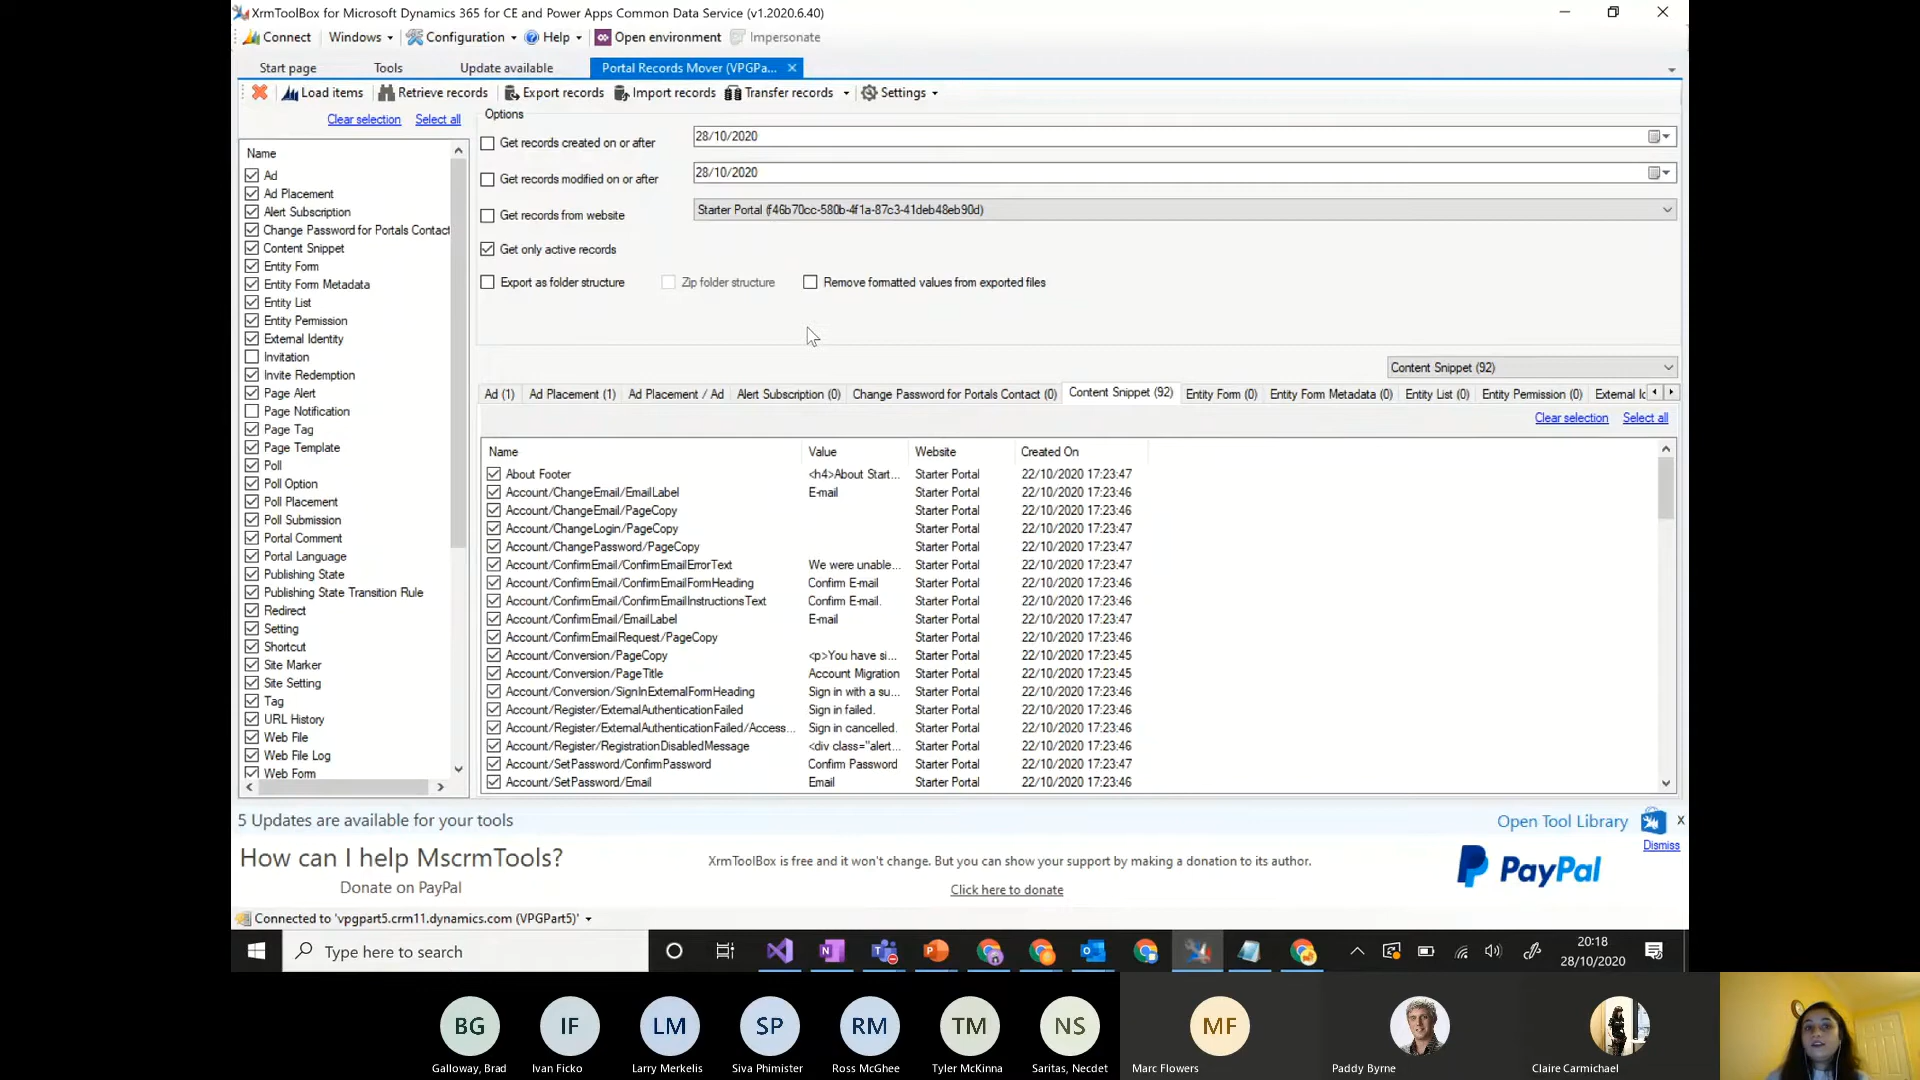 XrmToolBox for Microsoft Dynamics 365 for CE and Power Apps Common Data Service (v1.2020.6.40)
Connect Windows Configuration Help Open environment Impersonate
Start page Tools Update available Portal Records Mover (VPGPa...
Load items Retrieve records Export records Import records Transfer records Settings
Clear selection Select all
Name
Ad
Ad Placement
Alert Subscription
Change Password for Portals Contact
Content Snippet
Entity Form
Entity Form Metadata
Entity List
Entity Permission
External Identity
Invitation
Invite Redemption
Page Alert
Page Notification
Page Tag
Page Template
Poll
Poll Option
Poll Placement
Poll Submission
Portal Comment
Portal Language
Publishing State
Publishing State Transition Rule
Redirect
Setting
Shortcut
Site Marker
Site Setting
Tag
URL History
Web File
Web File Log
Web Form
Options
Get records created on or after 28/10/2020
Get records modified on or after 28/10/2020
Get records from website Starter Portal (f46b70cc-580b-4f1a-87c3-41deb48eb90d)
Get only active records
Export as folder structure Zip folder structure Remove formatted values from exported files
Content Snippet (92)
Ad (1) Ad Placement (1) Ad Placement / Ad Alert Subscription (0) Change Password for Portals Contact (0) Content Snippet (92) Entity Form (0) Entity Form Metadata (0) Entity List (0) Entity Permission (0) External Ic
Clear selection Select all
Name Value Website Created On
About Footer <h4>About Start... Starter Portal 22/10/2020 17:23:47
Account/ChangeEmail/EmailLabel E-mail Starter Portal 22/10/2020 17:23:46
Account/ChangeEmail/PageCopy Starter Portal 22/10/2020 17:23:46
Account/ChangeLogin/PageCopy Starter Portal 22/10/2020 17:23:47
Account/ChangePassword/PageCopy Starter Portal 22/10/2020 17:23:47
Account/ConfirmEmail/ConfirmEmailErrorText We were unable... Starter Portal 22/10/2020 17:23:47
Account/ConfirmEmail/ConfirmEmailFormHeading Confirm E-mail Starter Portal 22/10/2020 17:23:46
Account/ConfirmEmail/ConfirmEmailInstructionsText Confirm E-mail. Starter Portal 22/10/2020 17:23:46
Account/ConfirmEmail/EmailLabel E-mail Starter Portal 22/10/2020 17:23:47
Account/ConfirmEmailRequest/PageCopy Starter Portal 22/10/2020 17:23:46
Account/Conversion/PageCopy <p>You have si... Starter Portal 22/10/2020 17:23:45
Account/Conversion/PageTitle Account Migration Starter Portal 22/10/2020 17:23:45
Account/Conversion/SignInExternalFormHeading Sign in with a su... Starter Portal 22/10/2020 17:23:46
Account/Register/ExternalAuthenticationFailed Sign in failed. Starter Portal 22/10/2020 17:23:46
Account/Register/ExternalAuthenticationFailed/Access... Sign in cancelled. Starter Portal 22/10/2020 17:23:46
Account/Register/RegistrationDisabledMessage <div class="alert... Starter Portal 22/10/2020 17:23:46
Account/SetPassword/ConfirmPassword Confirm Password Starter Portal 22/10/2020 17:23:47
Account/SetPassword/Email Email Starter Portal 22/10/2020 17:23:46
5 Updates are available for your tools Open Tool Library x
Dismiss
How can I help MscrmTools?
Donate on PayPal
XrmToolBox is free and it won't change. But you can show your support by making a donation to its author.
Click here to donate
PayPal
Connected to 'vpgpart5.crm11.dynamics.com (VPGPart5)'
Type here to search
20:18
28/10/2020
BG IF LM SP RM TM NS MF
Galloway, Brad Ivan Ficko Larry Merkelis Siva Phimister Ross McGhee Tyler McKinna Saritas, Necdet Marc Flowers Paddy Byrne Claire Carmichael